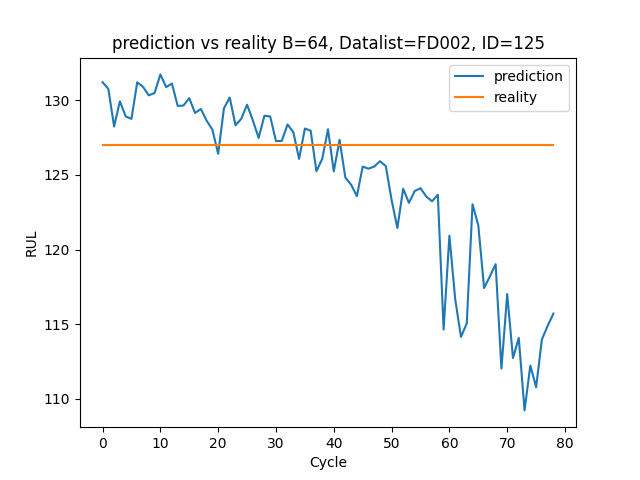 prediction vs reality B=64, Datalist=FD002, ID=125
prediction
reality
RUL
130
125
120
115
110
0 10 20 30 40 50 60 70 80
Cycle